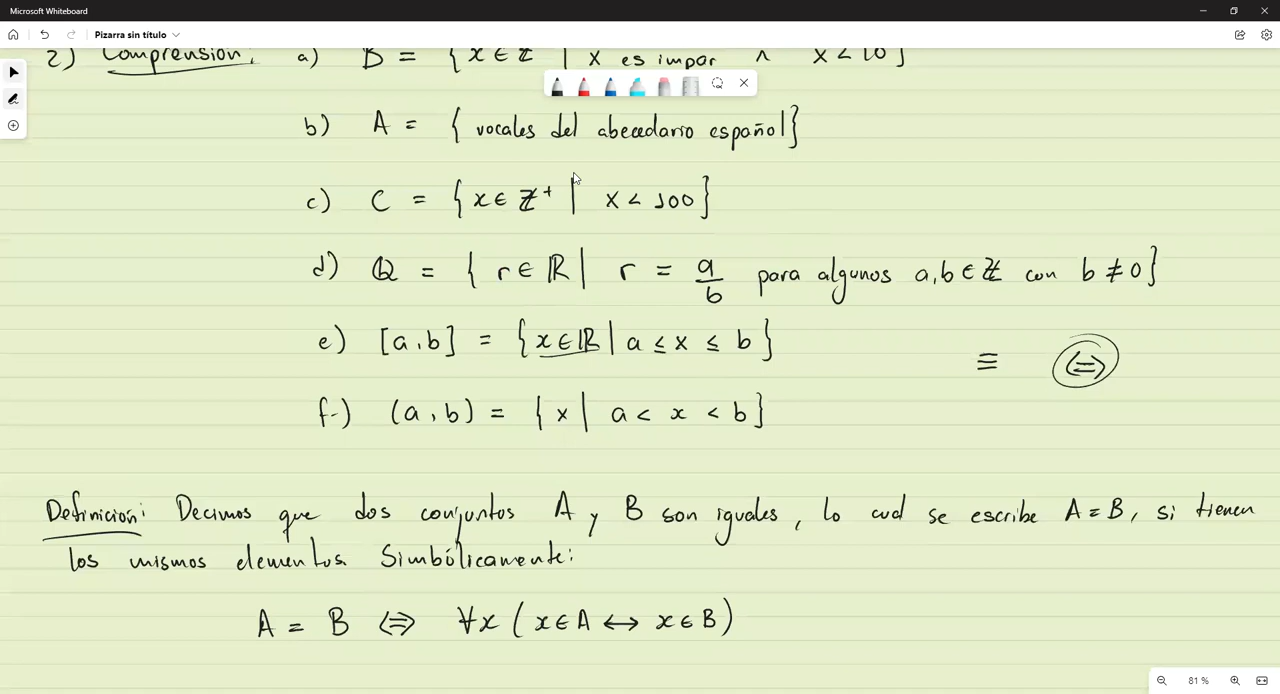 Microsoft Whiteboard
Pizarra sin título
2) Comprensión: a) B = { x ∈ Z | x es impar ∧ x < 10 }
b) A = { vocales del abecedario español }
c) C = { x ∈ Z⁺ | x < 100 }
d) Q = { r ∈ R | r = a/b para algunos a, b ∈ Z con b ≠ 0 }
e) [a, b] = { x ∈ R | a ≤ x ≤ b }
≡ ⇔
f-) (a, b) = { x | a < x < b }
Definición: Decimos que dos conjuntos A y B son iguales, lo cual se escribe A = B, si tienen
los mismos elementos. Simbólicamente:
A = B ⇔ ∀x ( x ∈ A ↔ x ∈ B )
81 %